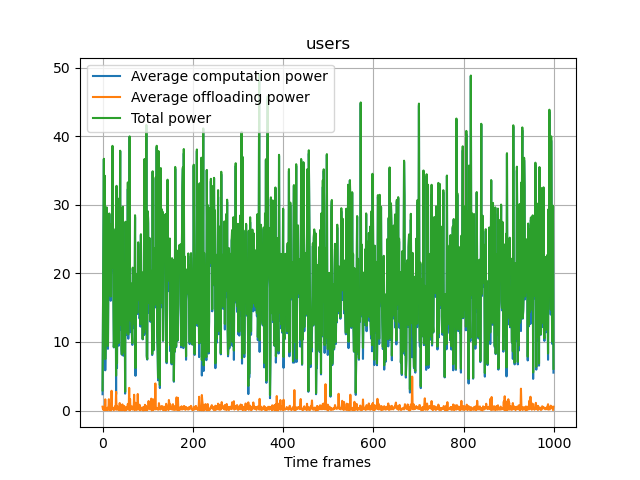 users
50
40
30
20
10
0
Average computation power
Average offloading power
Total power
0
200
400
600
800
1000
Time frames